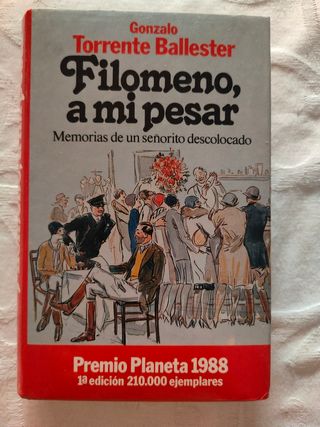 Gonzalo
Torrente Ballester
Filomeno,
a mi pesar
Memorias de un señorito descolocado
Premio Planeta 1988
1ª edición 210.000 ejemplares